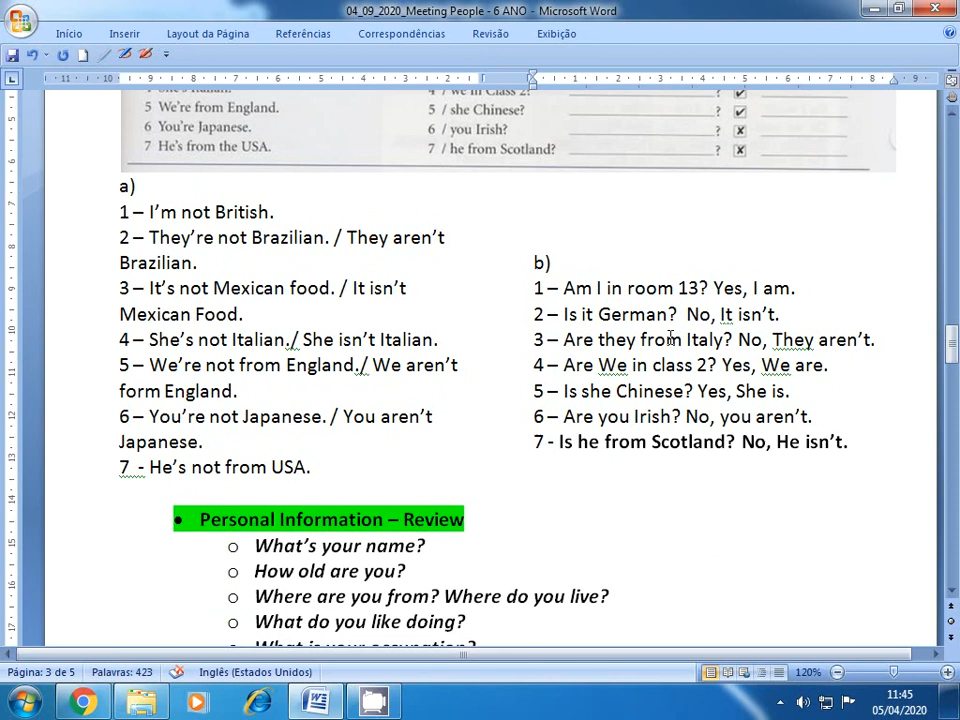 04_09_2020_Meeting People - 6 ANO - Microsoft Word
Início Inserir Layout da Página Referências Correspondências Revisão Exibição
5 We're from England.
6 You're Japanese.
7 He's from the USA.
4 / we in Class 2? ?
5 / she Chinese? ?
6 / you Irish? ?
7 / he from Scotland? ?
a)
1 – I'm not British.
2 – They're not Brazilian. / They aren't
Brazilian.
3 – It's not Mexican food. / It isn't
Mexican Food.
4 – She's not Italian./ She isn't Italian.
5 – We're not from England./ We aren't
form England.
6 – You're not Japanese. / You aren't
Japanese.
7 - He's not from USA.
b)
1 – Am I in room 13? Yes, I am.
2 – Is it German? No, It isn't.
3 – Are they from Italy? No, They aren't.
4 – Are We in class 2? Yes, We are.
5 – Is she Chinese? Yes, She is.
6 – Are you Irish? No, you aren't.
7 - Is he from Scotland? No, He isn't.
• Personal Information – Review
o What's your name?
o How old are you?
o Where are you from? Where do you live?
o What do you like doing?
o What is your occupation?
Página: 3 de 5 Palavras: 423 Inglês (Estados Unidos) 120%
11:45
05/04/2020